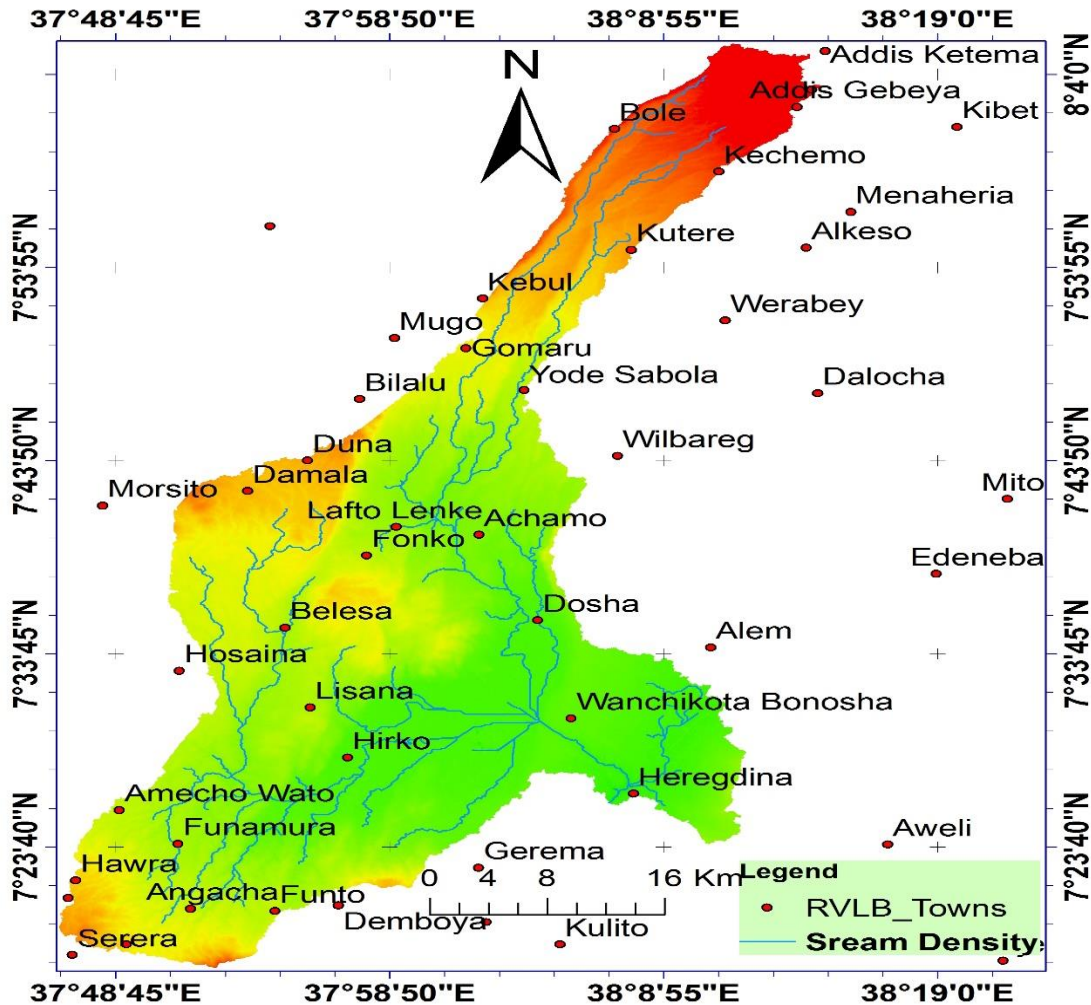 37°48'45"E 37°58'50"E 38°8'55"E 38°19'0"E
N
Addis Ketema
8°4'0"N
Addis Gebeya
Bole
Kibet
Kechemo
Menaheria
Kutere
Alkeso
7°53'55"N
7°53'55"N
Kebul
Werabey
Mugo
Gomaru
Yode Sabola
Bilalu
Dalocha
Wilbareg
7°43'50"N
7°43'50"N
Duna
Damala
Morsito
Mito
Lafto Lenke
Achamo
Fonko
Edeneba
Dosha
Belesa
Alem
7°33'45"N
7°33'45"N
Hosaina
Lisana
Wanchikota Bonosha
Hirko
Heregdina
Amecho Wato
7°23'40"N
7°23'40"N
Funamura
Aweli
Gerema
Hawra
0 4 8 16 Km
Legend
Angacha
Funto
RVLB_Towns
Demboya
Serera
Kulito
Sream Density
e
37°48'45"E 37°58'50"E 38°8'55"E 38°19'0"E